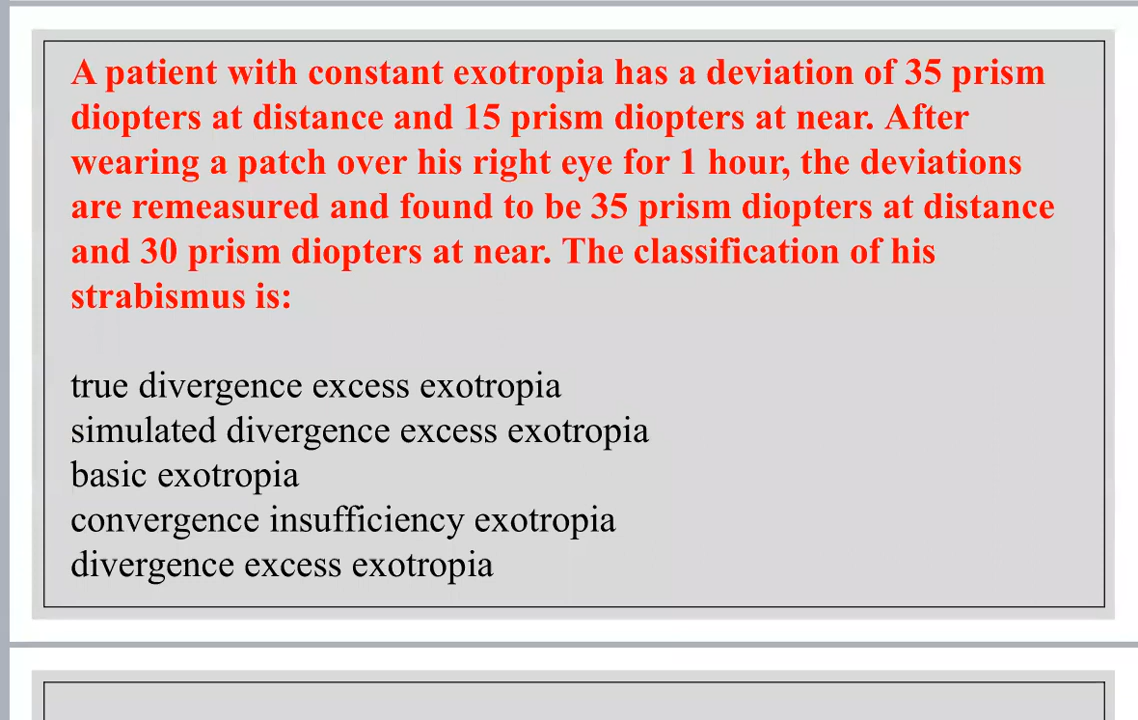 A patient with constant exotropia has a deviation of 35 prism
diopters at distance and 15 prism diopters at near. After
wearing a patch over his right eye for 1 hour, the deviations
are remeasured and found to be 35 prism diopters at distance
and 30 prism diopters at near. The classification of his
strabismus is:
true divergence excess exotropia
simulated divergence excess exotropia
basic exotropia
convergence insufficiency exotropia
divergence excess exotropia